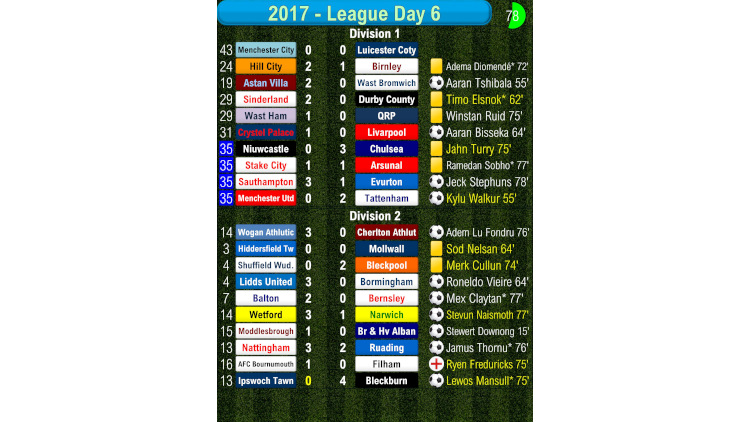 2017 - League Day 6
78
Division 1
43 Menchester City 0 0 Luicester Coty
24 Hill City 2 1 Birnley Adema Diomendé* 72'
19 Astan Villa 2 0 Wast Bromwich Aaran Tshibala 55'
29 Sinderland 2 0 Durby County Timo Elsnok* 62'
29 Wast Ham 1 0 QRP Winstan Ruid 75'
31 Crystol Palace 1 0 Livarpool Aaran Bisseka 64'
35 Niuwcastle 0 3 Chulsea Jahn Turry 75'
35 Stake City 1 1 Arsunal Ramedan Sobho* 77'
35 Sauthampton 3 1 Evurton Jeck Stephuns 78'
35 Menchester Utd 0 2 Tattenham Kylu Walkur 55'
Division 2
14 Wogan Athlutic 3 0 Cherlton Athlut Adem Lu Fondru 76'
3 Hiddersfield Tw 0 0 Mollwall Sod Nelsan 64'
4 Shuffield Wud. 0 2 Bleckpool Merk Cullun 74'
4 Lidds United 3 0 Bormingham Roneldo Vieire 64'
7 Balton 2 0 Bernsley Mex Claytan* 77'
14 Wetford 3 1 Narwich Stevun Naismoth 77'
15 Moddlesbrough 1 0 Br & Hv Alban Stewert Downong 15'
13 Nattingham 3 2 Ruading Jamus Thornu* 76'
16 AFC Bournumouth 1 0 Filham Ryen Freduricks 75'
13 Ipswoch Tawn 0 4 Bleckburn Lewos Mansull* 76'